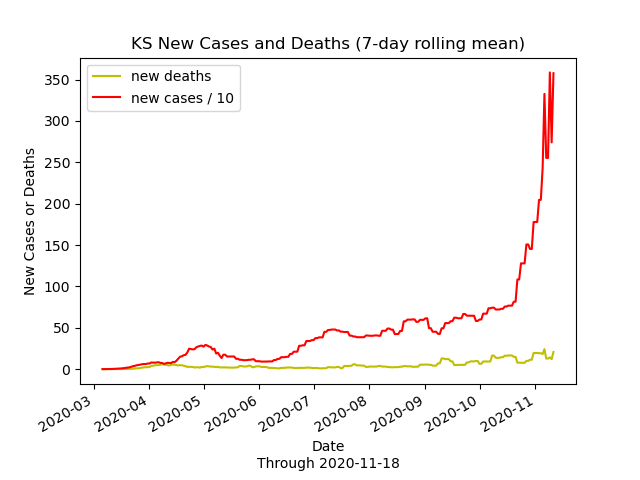 KS New Cases and Deaths (7-day rolling mean)
new deaths
new cases / 10
New Cases or Deaths
350
300
250
200
150
100
50
0
2020-03
2020-04
2020-05
2020-06
2020-07
2020-08
2020-09
2020-10
2020-11
Date
Through 2020-11-18